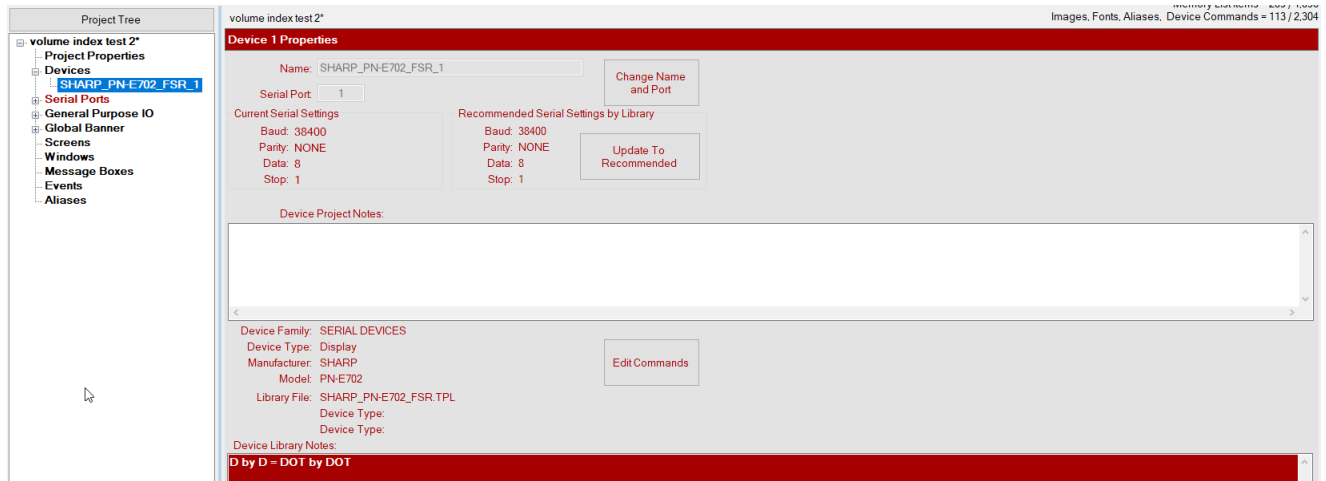 Project Tree
volume index test 2*
Project Properties
Devices
SHARP_PN-E702_FSR_1
Serial Ports
General Purpose IO
Global Banner
Screens
Windows
Message Boxes
Events
Aliases
volume index test 2*
Images, Fonts, Aliases, Device Commands = 113 / 2,304
Device 1 Properties
Name: SHARP_PN-E702_FSR_1
Serial Port: 1
Change Name and Port
Current Serial Settings
Baud: 38400
Parity: NONE
Data: 8
Stop: 1
Recommended Serial Settings by Library
Baud: 38400
Parity: NONE
Data: 8
Stop: 1
Update To Recommended
Device Project Notes:
Device Family: SERIAL DEVICES
Device Type: Display
Manufacturer: SHARP
Model: PN-E702
Library File: SHARP_PN-E702_FSR.TPL
Device Type:
Device Type:
Edit Commands
Device Library Notes:
D by D = DOT by DOT